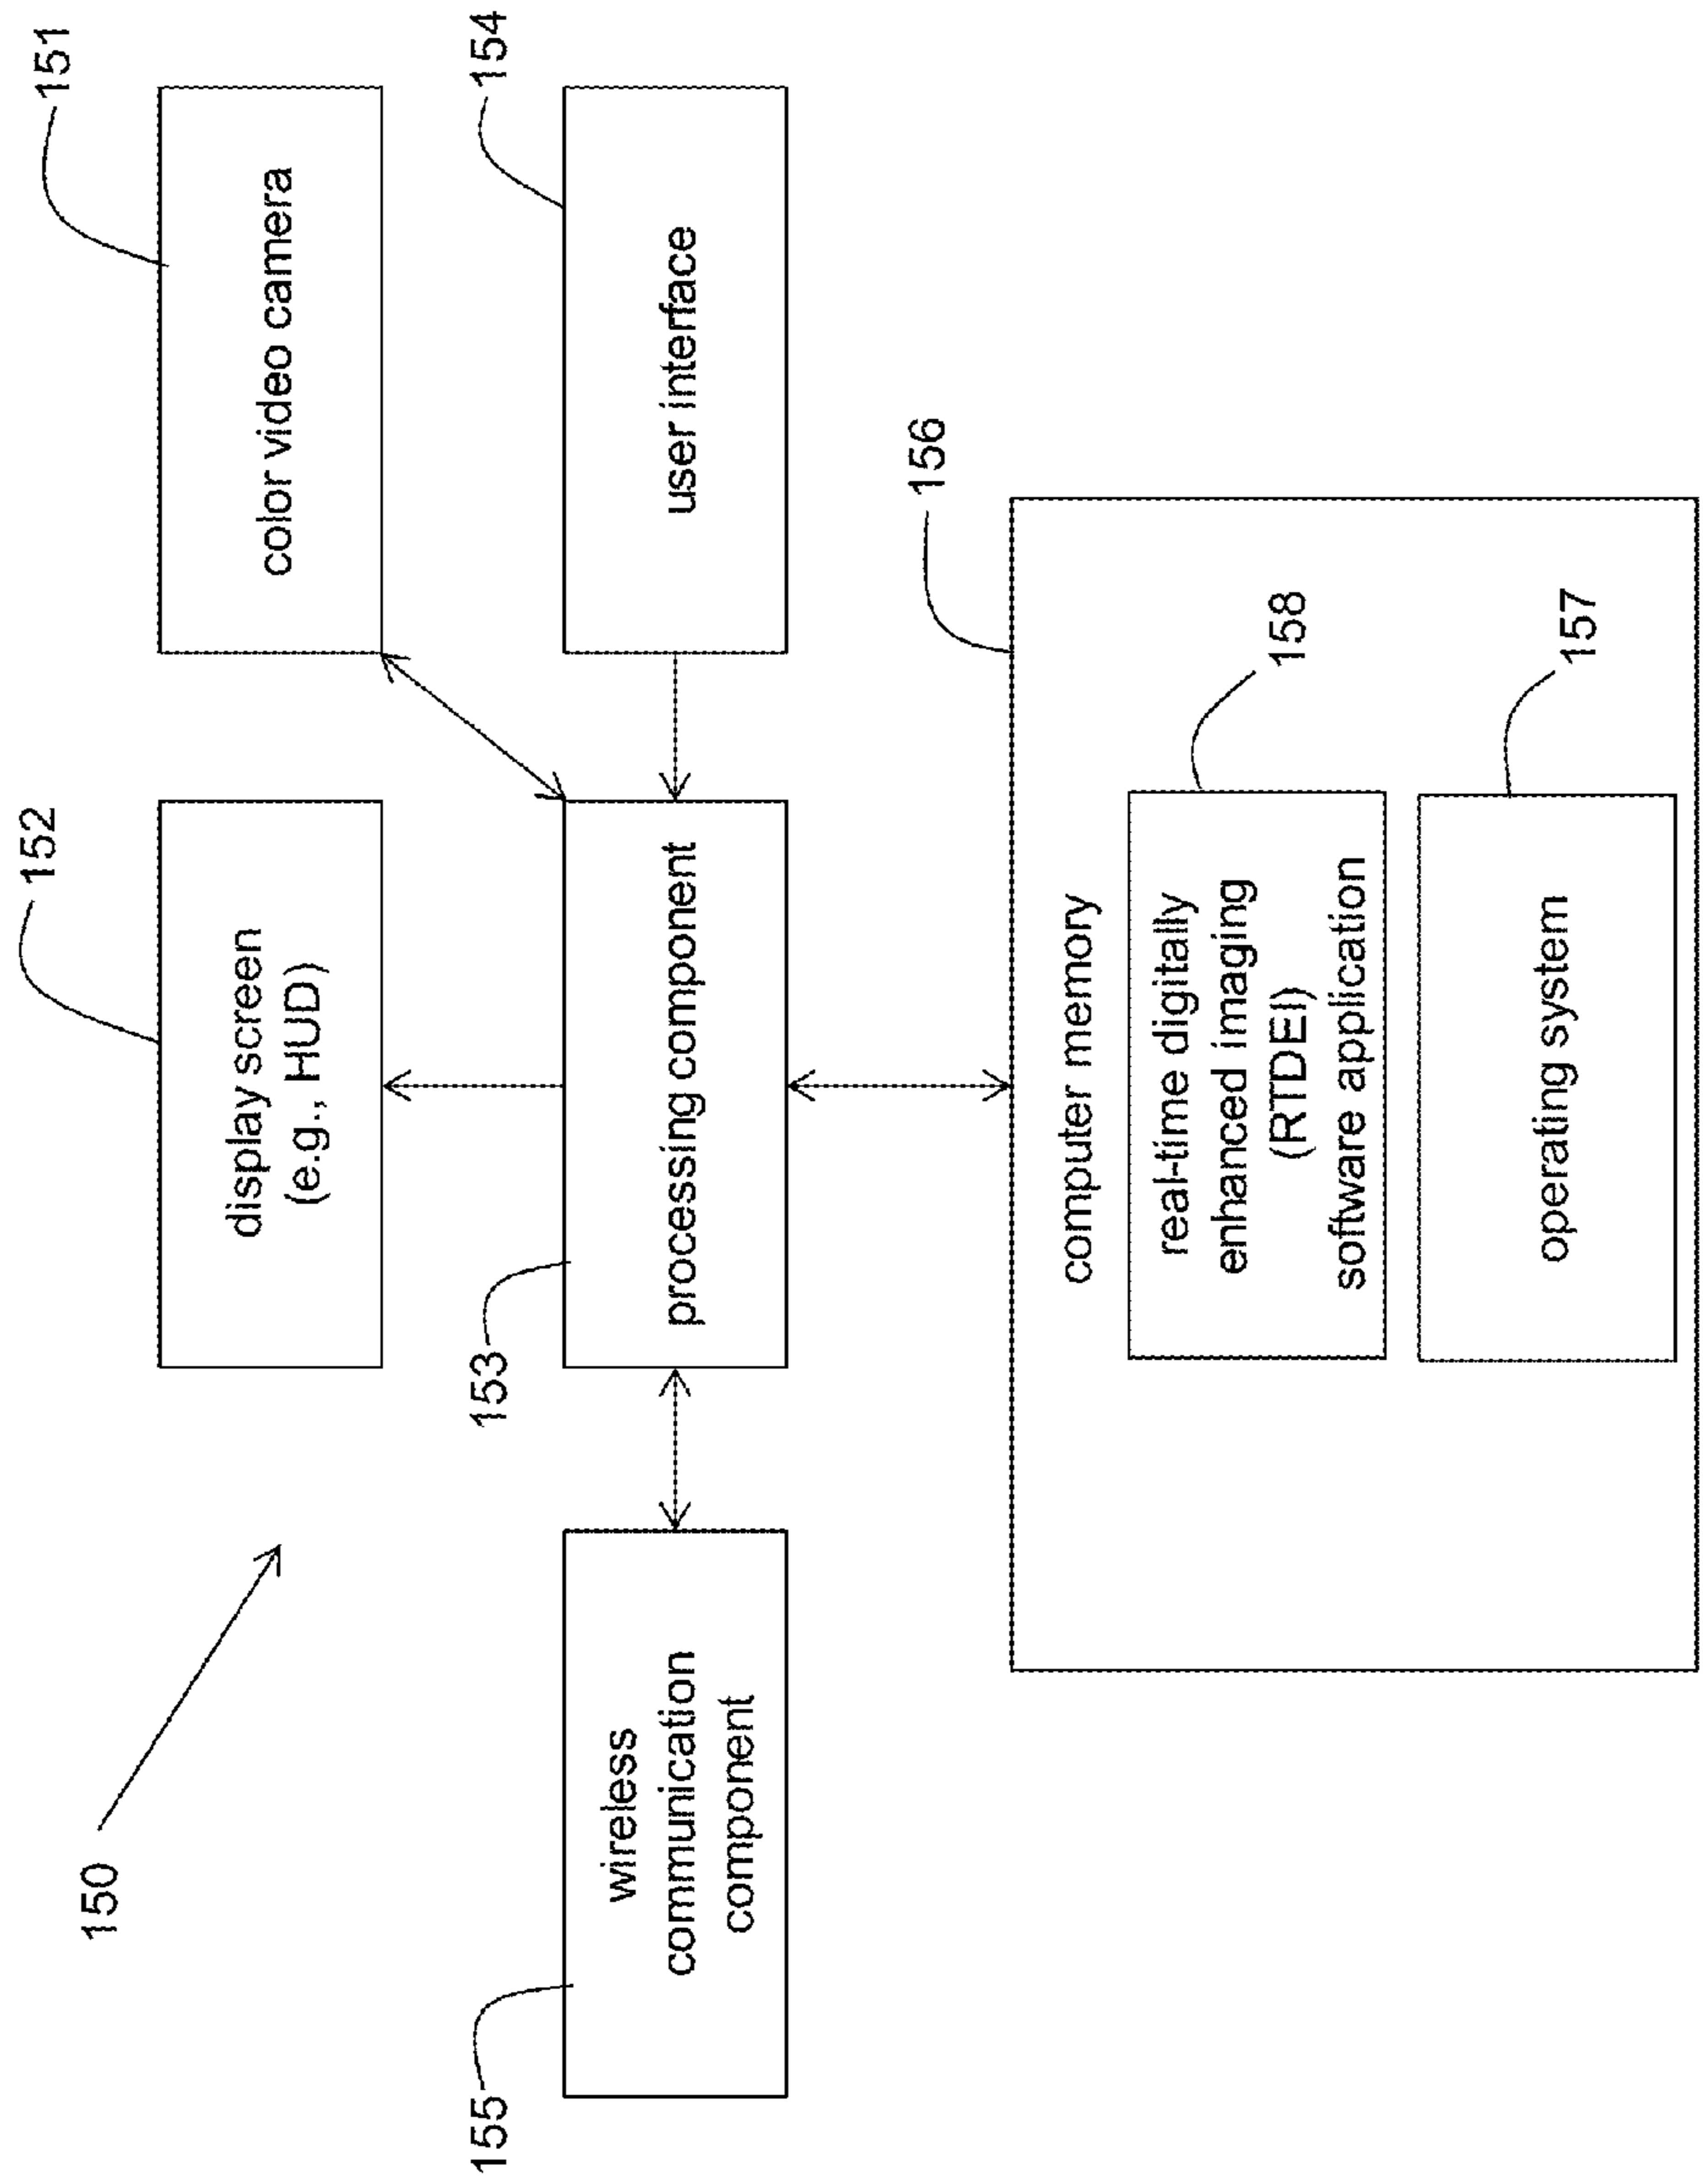 150
152
151
display screen
(e.g., HUD)
color video camera
155
153
154
wireless
communication
component
processing component
user interface
156
computer memory
real-time digitally
enhanced imaging
(RTDEI)
software application
158
operating system
157